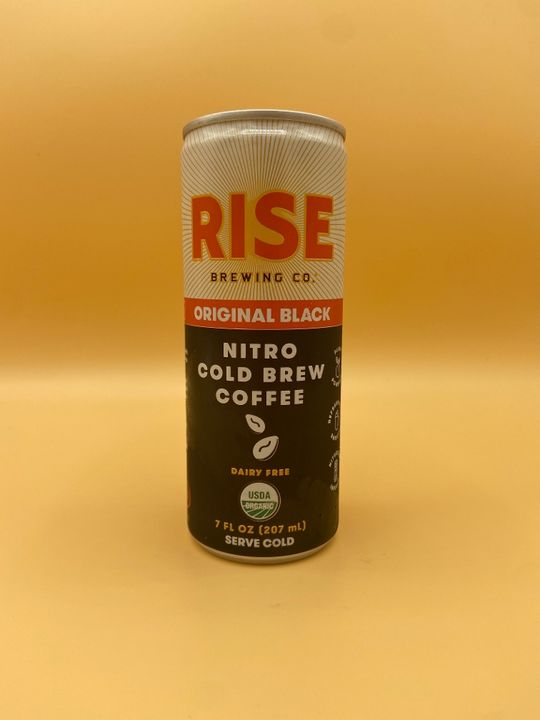 RISE
BREWING CO.
ORIGINAL BLACK
NITRO
COLD BREW
COFFEE
DAIRY FREE
USDA
ORGANIC
7 FL OZ (207 mL)
SERVE COLD